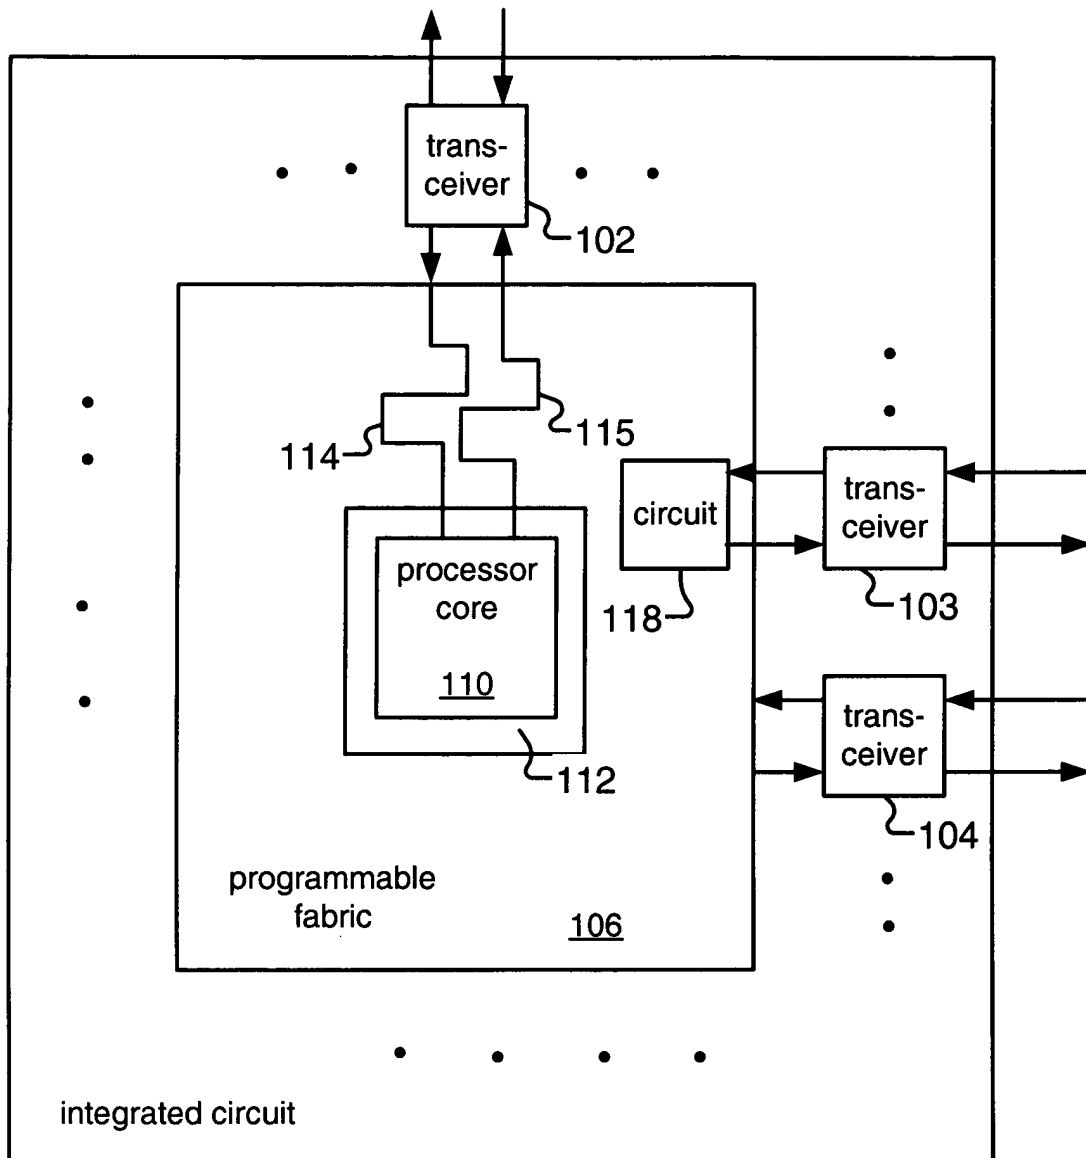 trans-
ceiver
102
114
115
circuit
118
trans-
ceiver
103
processor
core
110
112
trans-
ceiver
104
programmable
fabric
106
integrated circuit